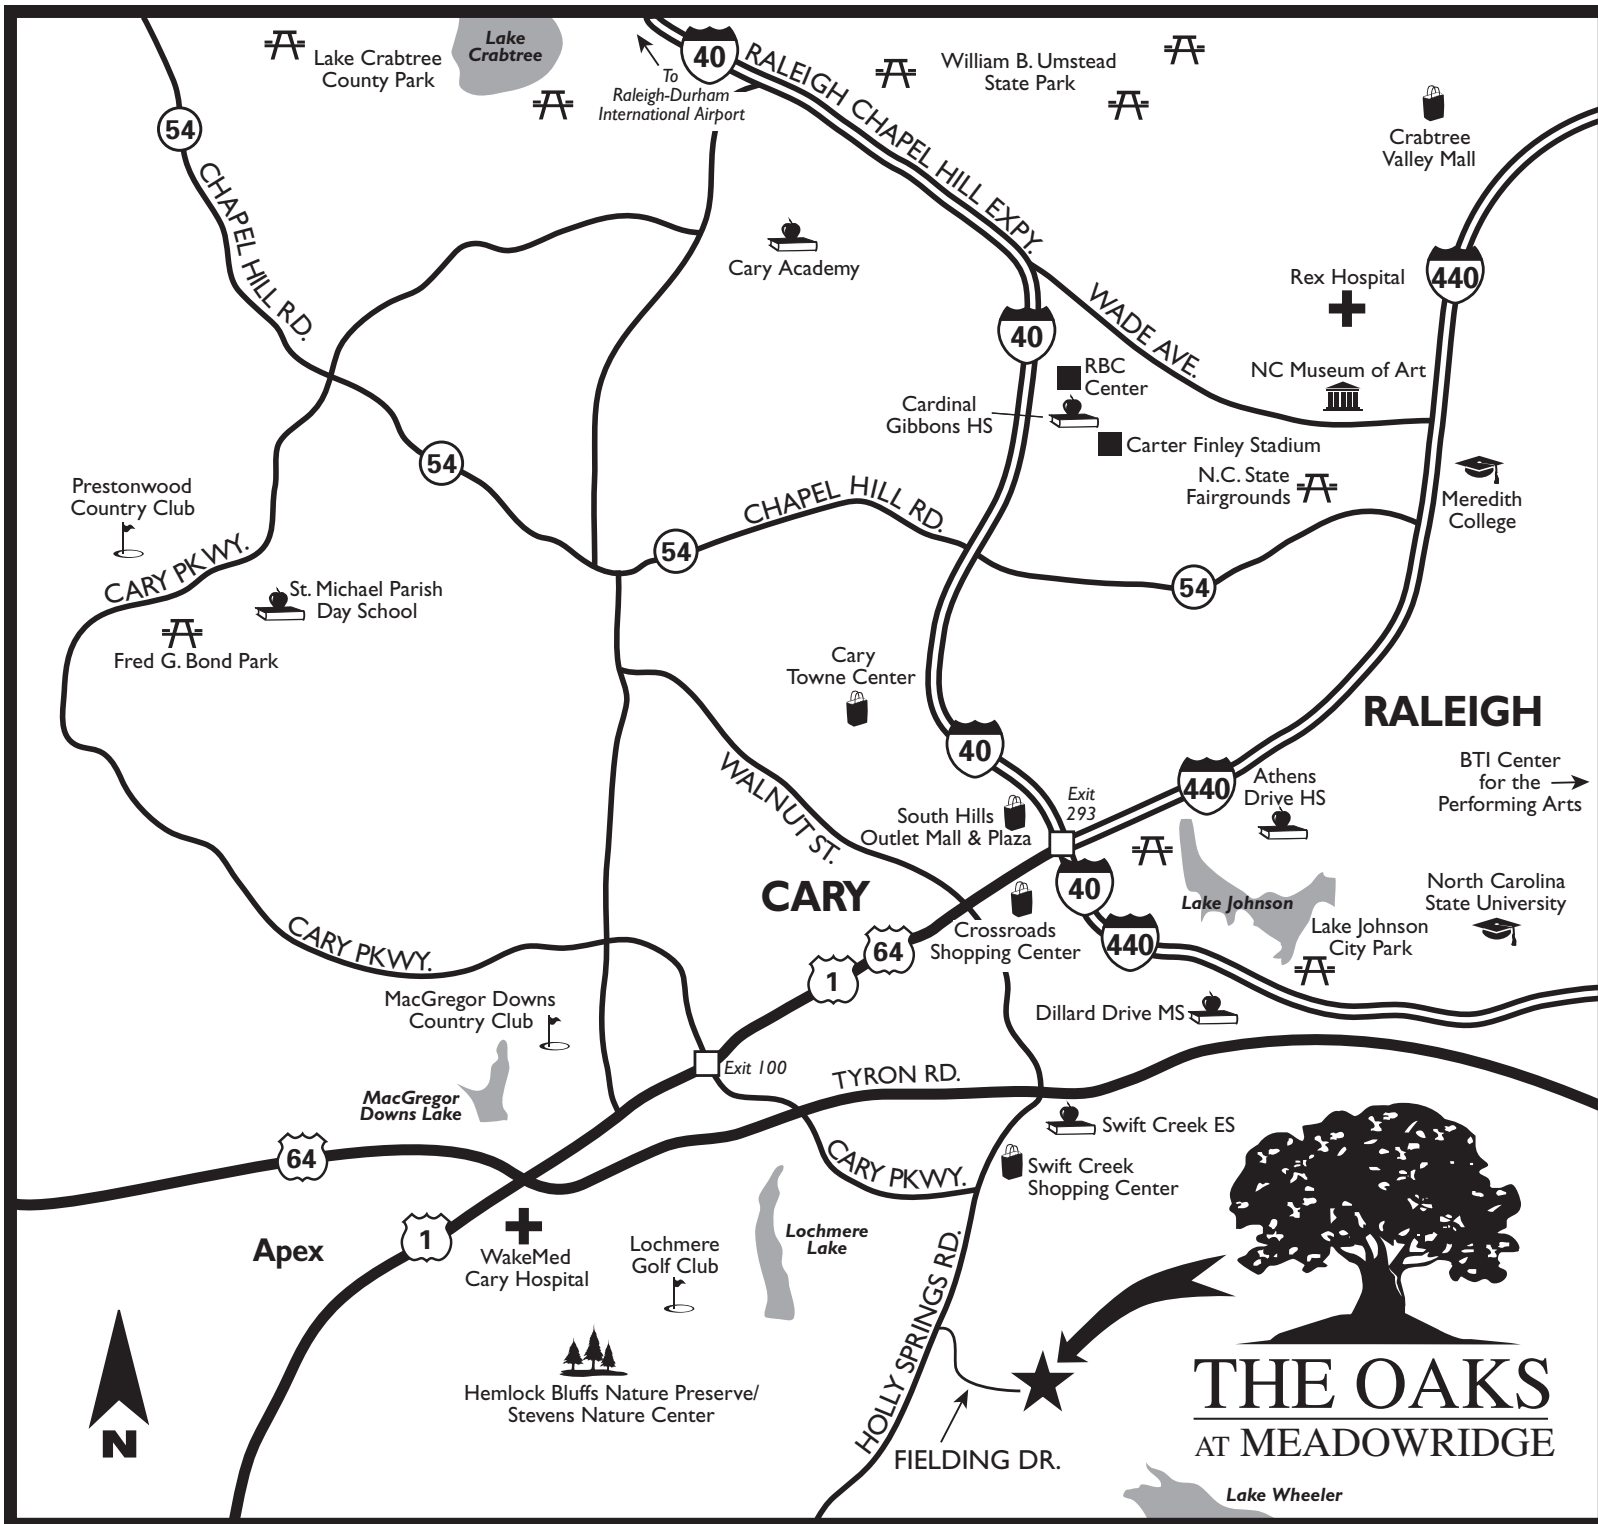 Lake Crabtree
County Park
Lake
Crabtree
40
To
Raleigh-Durham
International Airport
RALEIGH CHAPEL HILL EXPY.
William B. Umstead
State Park
Crabtree
Valley Mall
54
CHAPEL HILL RD.
Cary Academy
WADE AVE.
Rex Hospital
440
40
RBC
Center
NC Museum of Art
Cardinal
Gibbons HS
Carter Finley Stadium
54
N.C. State
Fairgrounds
Meredith
College
Prestonwood
Country Club
CHAPEL HILL RD.
54
54
CARY PKWY.
St. Michael Parish
Day School
Fred G. Bond Park
Cary
Towne Center
RALEIGH
40
WALNUT ST.
440
Athens
Drive HS
BTI Center
for the
Performing Arts
Exit
293
South Hills
Outlet Mall & Plaza
CARY
40
Lake Johnson
North Carolina
State University
Lake Johnson
City Park
CARY PKWY.
64
Crossroads
Shopping Center
440
1
MacGregor Downs
Country Club
Dillard Drive MS
Exit 100
TYRON RD.
MacGregor
Downs Lake
Swift Creek ES
64
CARY PKWY.
Swift Creek
Shopping Center
Apex
1
WakeMed
Cary Hospital
Lochmere
Golf Club
Lochmere
Lake
HOLLY SPRINGS RD.
Hemlock Bluffs Nature Preserve/
Stevens Nature Center
N
FIELDING DR.
THE OAKS
AT MEADOWRIDGE
Lake Wheeler